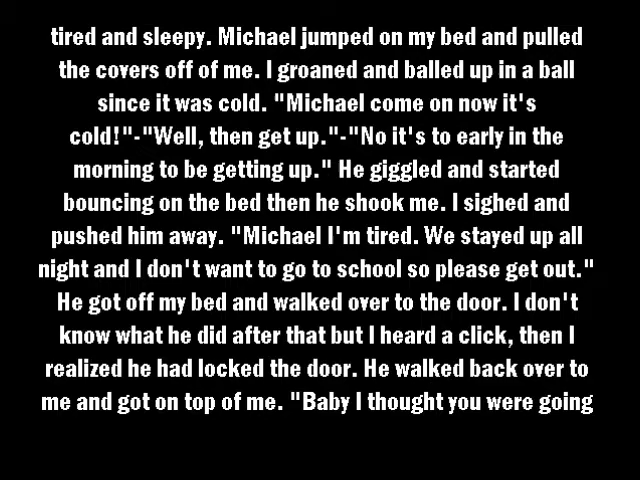 tired and sleepy. Michael jumped on my bed and pulled
the covers off of me. I groaned and balled up in a ball
since it was cold. "Michael come on now it's
cold!"-"Well, then get up."-"No it's to early in the
morning to be getting up." He giggled and started
bouncing on the bed then he shook me. I sighed and
pushed him away. "Michael I'm tired. We stayed up all
night and I don't want to go to school so please get out."
He got off my bed and walked over to the door. I don't
know what he did after that but I heard a click, then I
realized he had locked the door. He walked back over to
me and got on top of me. "Baby I thought you were going